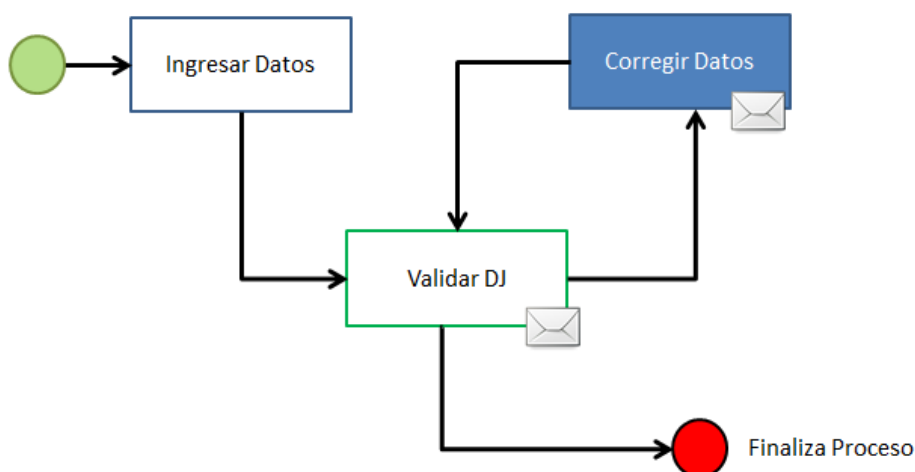 Ingresar Datos
Corregir Datos
Validar DJ
Finaliza Proceso